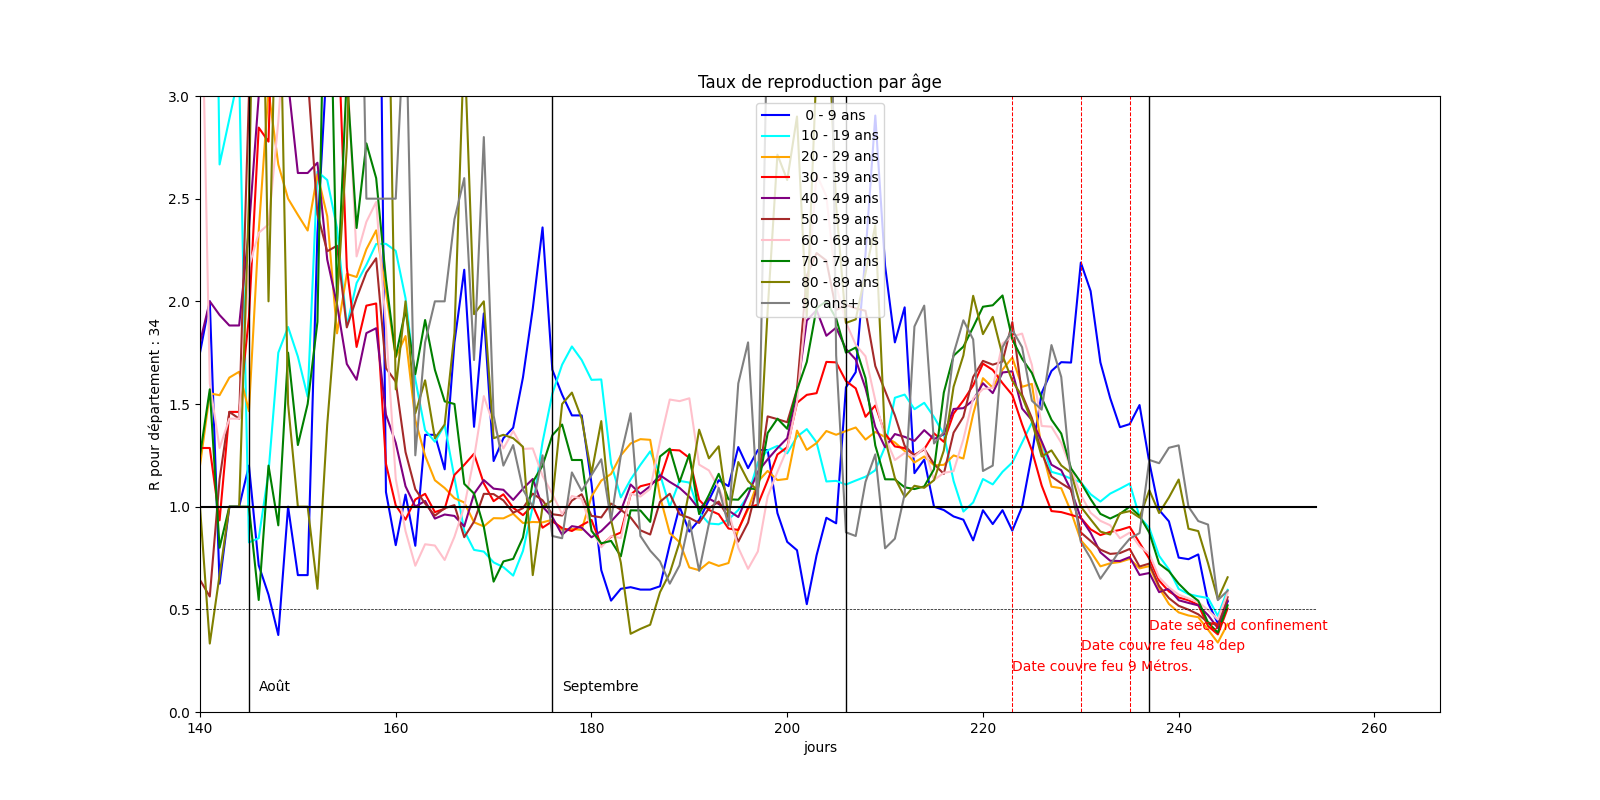 Taux de reproduction par âge
R pour département : 34
3.0
2.5
2.0
1.5
1.0
0.5
0.0
0 - 9 ans
10 - 19 ans
20 - 29 ans
30 - 39 ans
40 - 49 ans
50 - 59 ans
60 - 69 ans
70 - 79 ans
80 - 89 ans
90 ans+
Date second confinement
Date couvre feu 48 dep
Date couvre feu 9 Métros.
Août
Septembre
140
160
180
200
220
240
260
jours